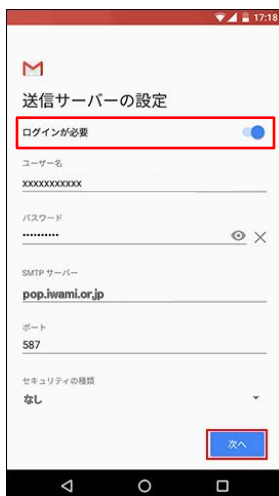 17:18
送信サーバーの設定
ログインが必要
ユーザー名
xxxxxxxxxxx
パスワード
••••••••••
SMTP サーバー
pop.iwami.or.jp
ポート
587
セキュリティの種類
なし
次へ